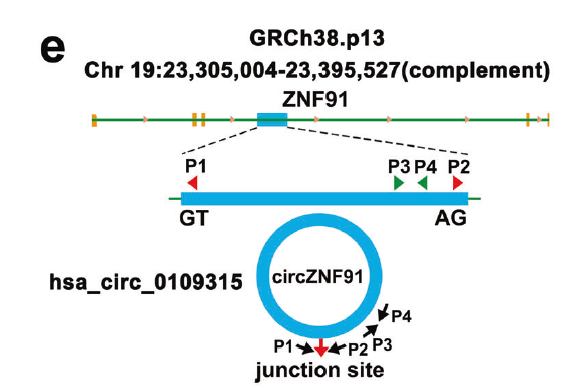 e
GRCh38.p13
Chr 19:23,305,004-23,395,527(complement)
ZNF91
P1 P3 P4 P2
GT AG
hsa_circ_0109315
circZNF91
P4
P1 P2 P3
junction site